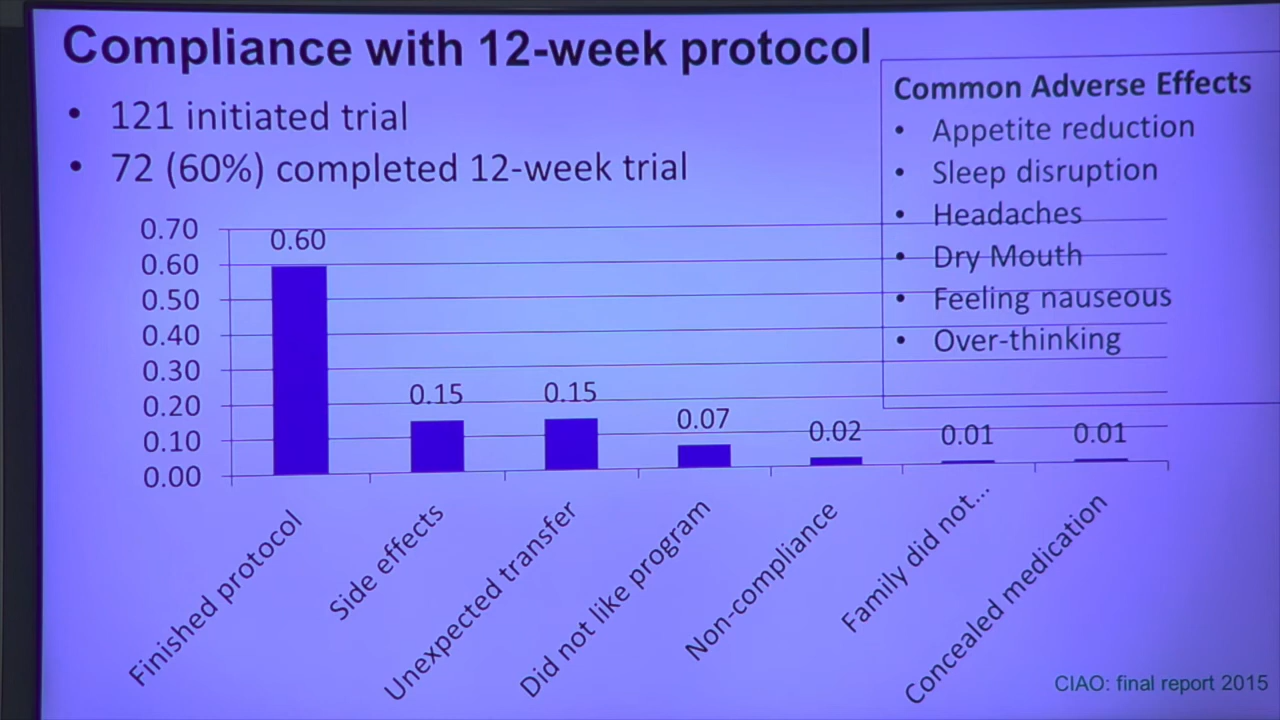 Compliance with 12-week protocol
• 121 initiated trial
• 72 (60%) completed 12-week trial
Common Adverse Effects
• Appetite reduction
• Sleep disruption
• Headaches
• Dry Mouth
• Feeling nauseous
• Over-thinking
0.70
0.60
0.50
0.40
0.30
0.20
0.10
0.00
0.60
0.15
0.15
0.07
0.02
0.01
0.01
Finished protocol
Side effects
Unexpected transfer
Did not like program
Non-compliance
Family did not...
Concealed medication
CIAO: final report 2015